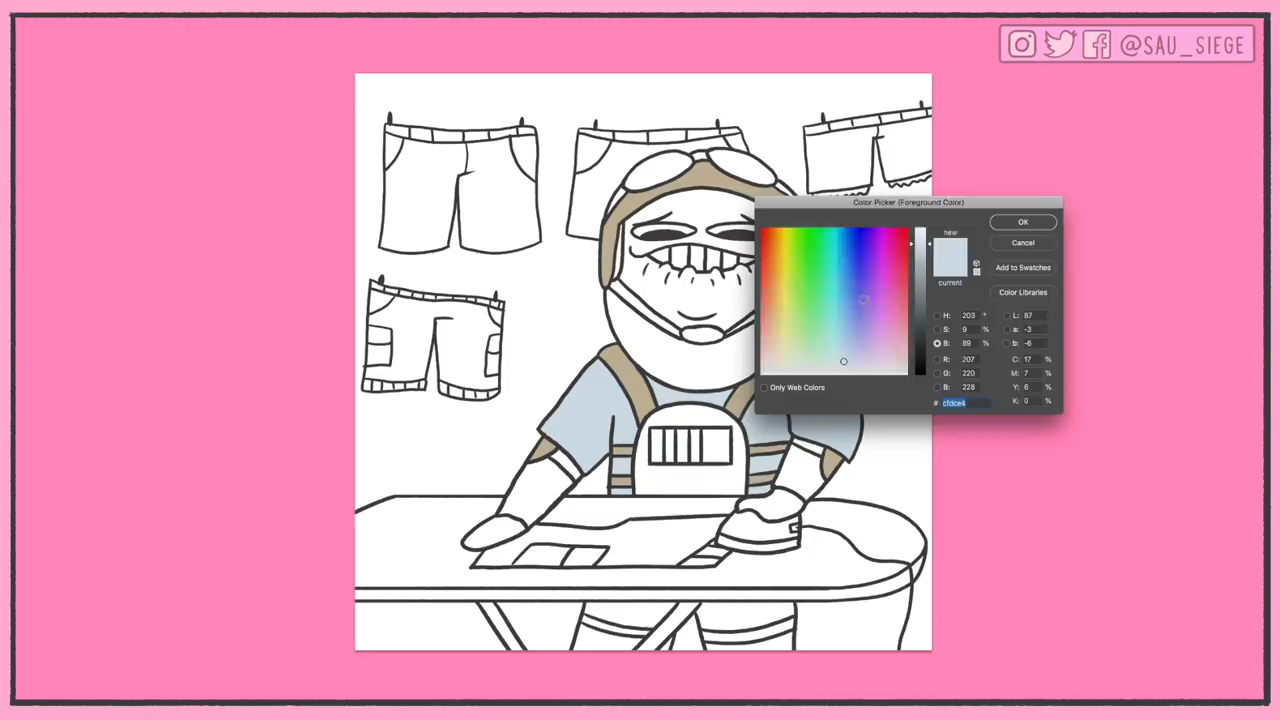 @SAU_SIEGE
Color Picker (Foreground Color)
new
current
OK
Cancel
Add to Swatches
Color Libraries
H: 203 °
S: 9 %
B: 89 %
R: 207
G: 220
B: 228
# cfdce4
L: 87
a: -3
b: -6
C: 17 %
M: 7 %
Y: 6 %
K: 0 %
Only Web Colors